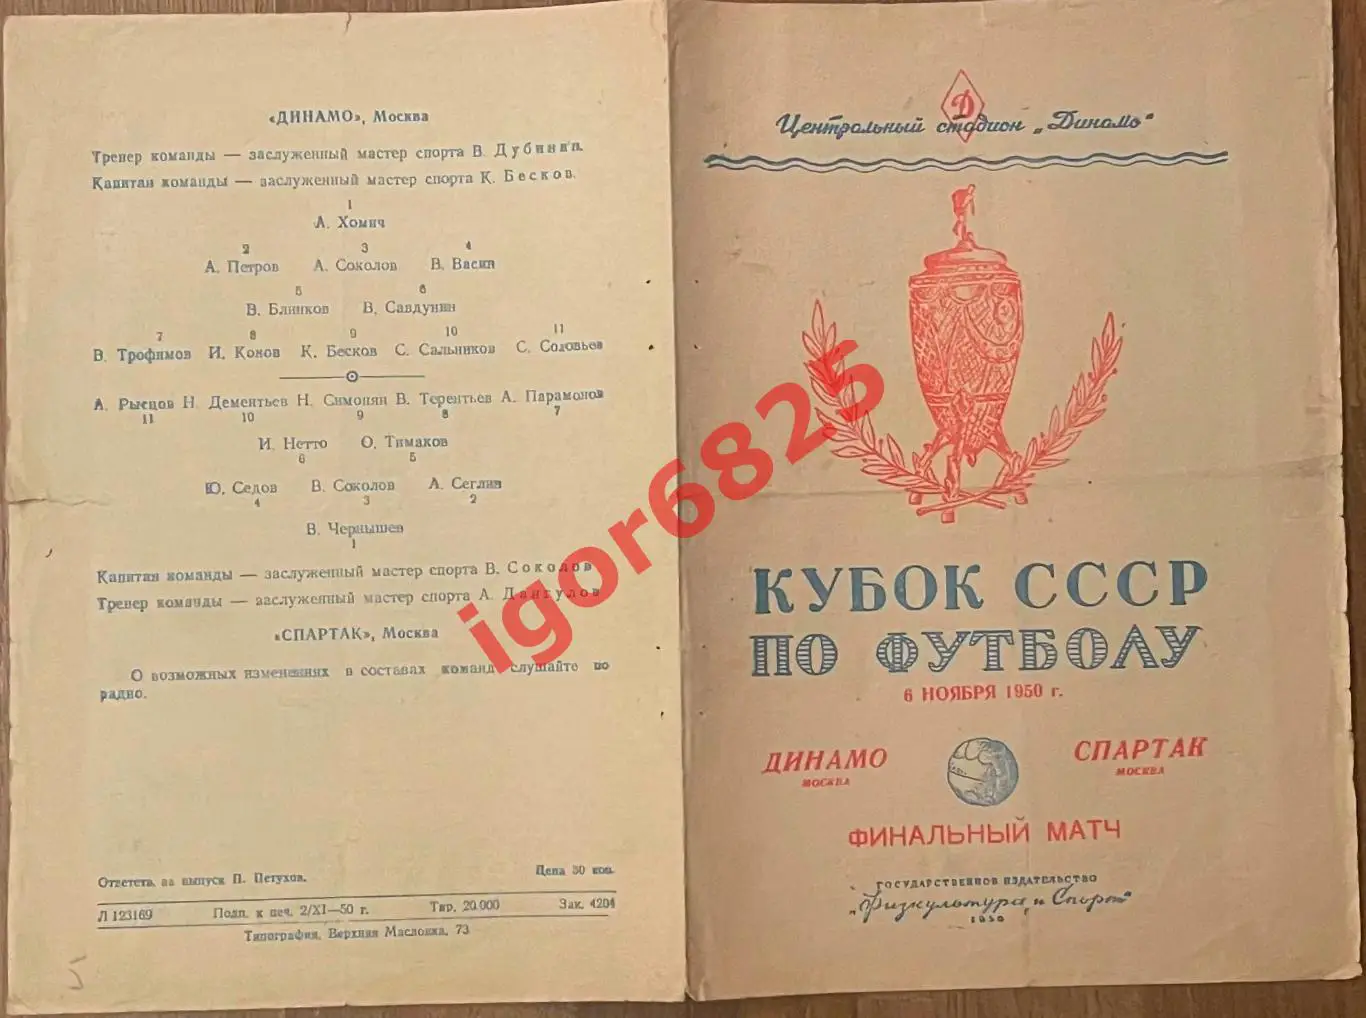 «ДИНАМО», Москва
Тренер команды — заслуженный мастер спорта В. Дубинин.
Капитан команды — заслуженный мастер спорта К. Бесков.
1
А. Хомич
2 3 4
А. Петров А. Соколов В. Васин
5 6
В. Блинков В. Савдунин
7 8 9 10 11
В. Трофимов И. Конов К. Бесков С. Сальников С. Соловьев
А. Рысцов Н. Дементьев Н. Симонян В. Терентьев А. Парамонов
11 10 9 8 7
И. Нетто О. Тимаков
6 5
Ю. Седов В. Соколов А. Сеглин
4 3 2
В. Чернышев
1
Капитан команды — заслуженный мастер спорта В. Соколов
Тренер команды — заслуженный мастер спорта А. Дангулов
«СПАРТАК», Москва
О возможных изменениях в составах команд слушайте по
радио.
Ответств. за выпуск П. Петухов. Цена 50 коп.
Л 123169 Подп. к печ. 2/XI—50 г. Тир. 20.000 Зак. 4204
Типография, Верхняя Масловка, 73
Д
Центральный стадион „Динамо“
КУБОК СССР
ПО ФУТБОЛУ
6 НОЯБРЯ 1950 г.
ДИНАМО СПАРТАК
МОСКВА МОСКВА
ФИНАЛЬНЫЙ МАТЧ
ГОСУДАРСТВЕННОЕ ИЗДАТЕЛЬСТВО
„Физкультура и Спорт“
1950
igor6825